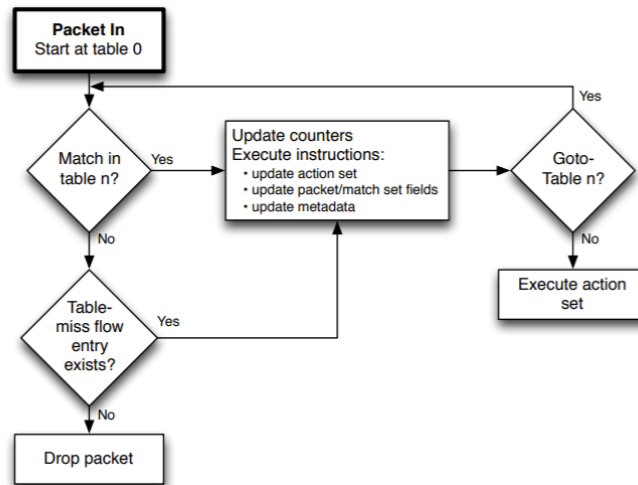 Packet In
Start at table 0
Yes
Match in
table n?
Yes
Update counters
Execute instructions:
• update action set
• update packet/match set fields
• update metadata
Goto-
Table n?
No
No
Execute action
set
Table-
miss flow
entry
exists?
Yes
No
Drop packet